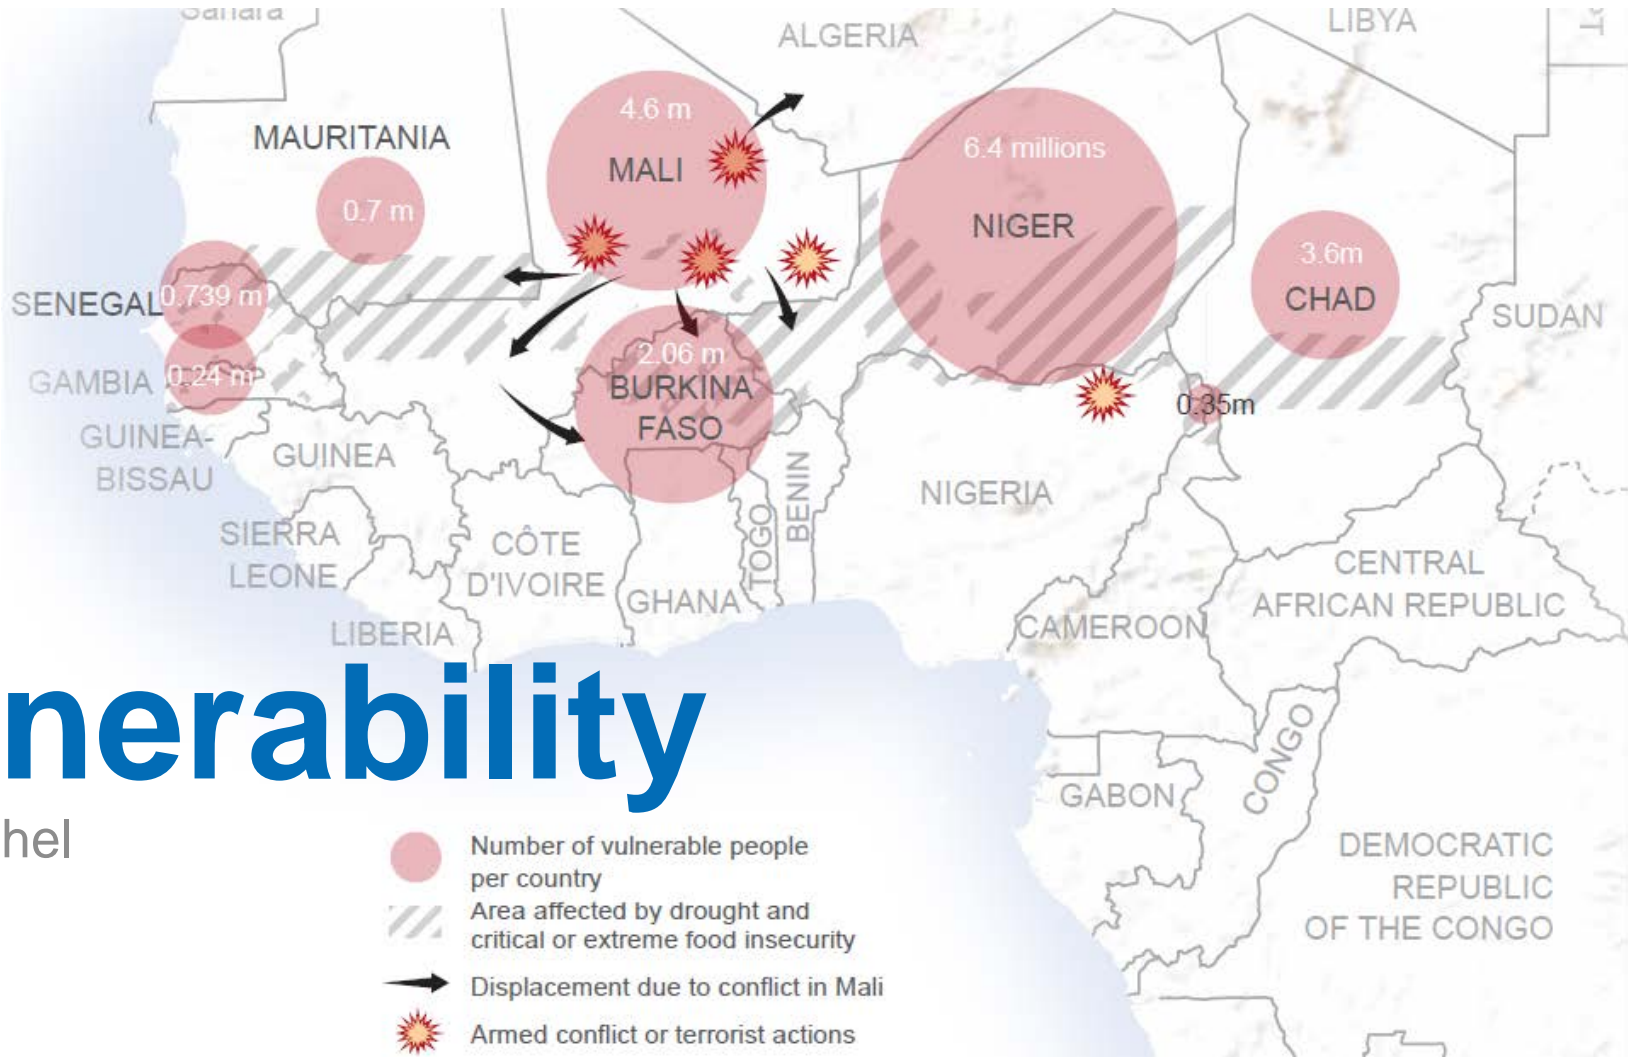 Sahara
ALGERIA
LIBYA
MAURITANIA
4.6 m
MALI
6.4 millions
NIGER
0.7 m
3.6m
CHAD
SUDAN
SENEGAL
0.739 m
GAMBIA
0.24 m
2.06 m
BURKINA
FASO
0.35m
GUINEA-
BISSAU
GUINEA
NIGERIA
BENIN
TOGO
SIERRA
LEONE
CÔTE
D'IVOIRE
GHANA
LIBERIA
CENTRAL
AFRICAN REPUBLIC
CAMEROON
nerability
hel
GABON
CONGO
DEMOCRATIC
REPUBLIC
OF THE CONGO
Number of vulnerable people
per country
Area affected by drought and
critical or extreme food insecurity
Displacement due to conflict in Mali
Armed conflict or terrorist actions